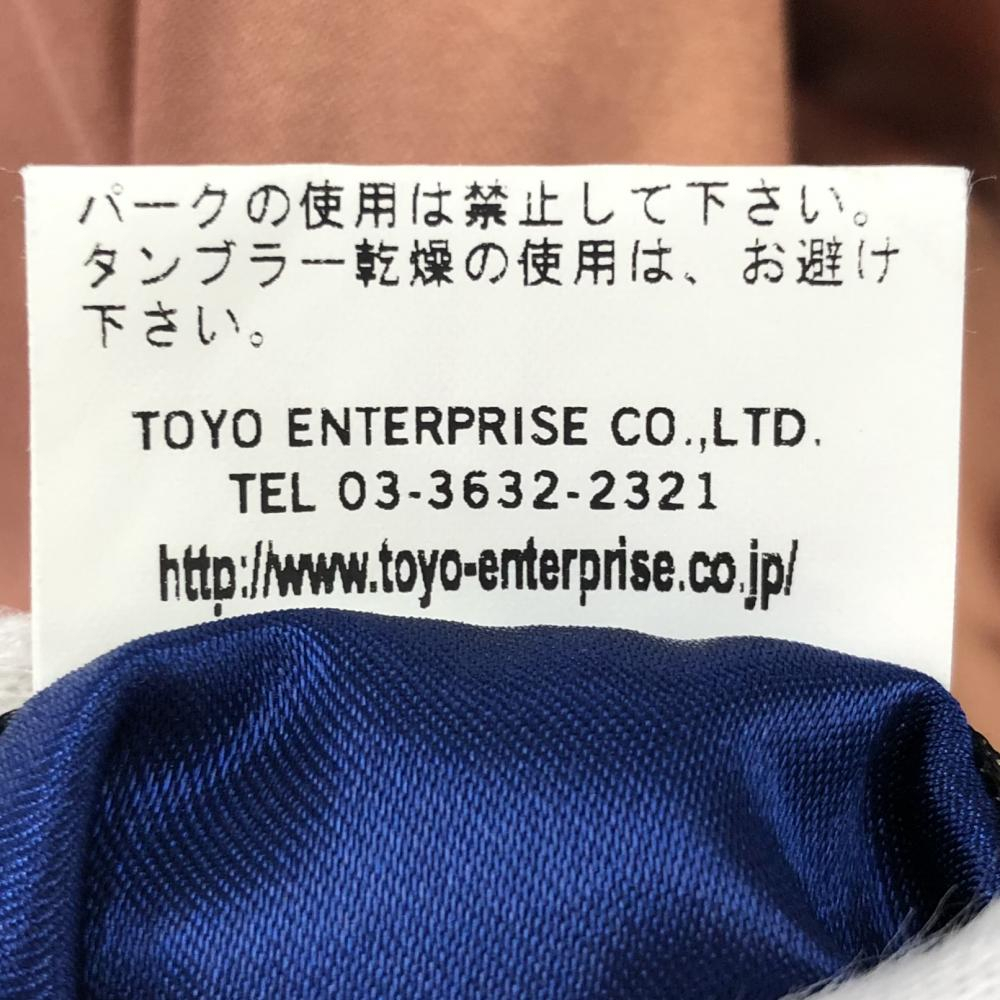 パークの使用は禁止して下さい。
タンブラー乾燥の使用は、お避け
下さい。
TOYO ENTERPRISE CO.,LTD.
TEL 03-3632-2321
http://www.toyo-enterprise.co.jp/